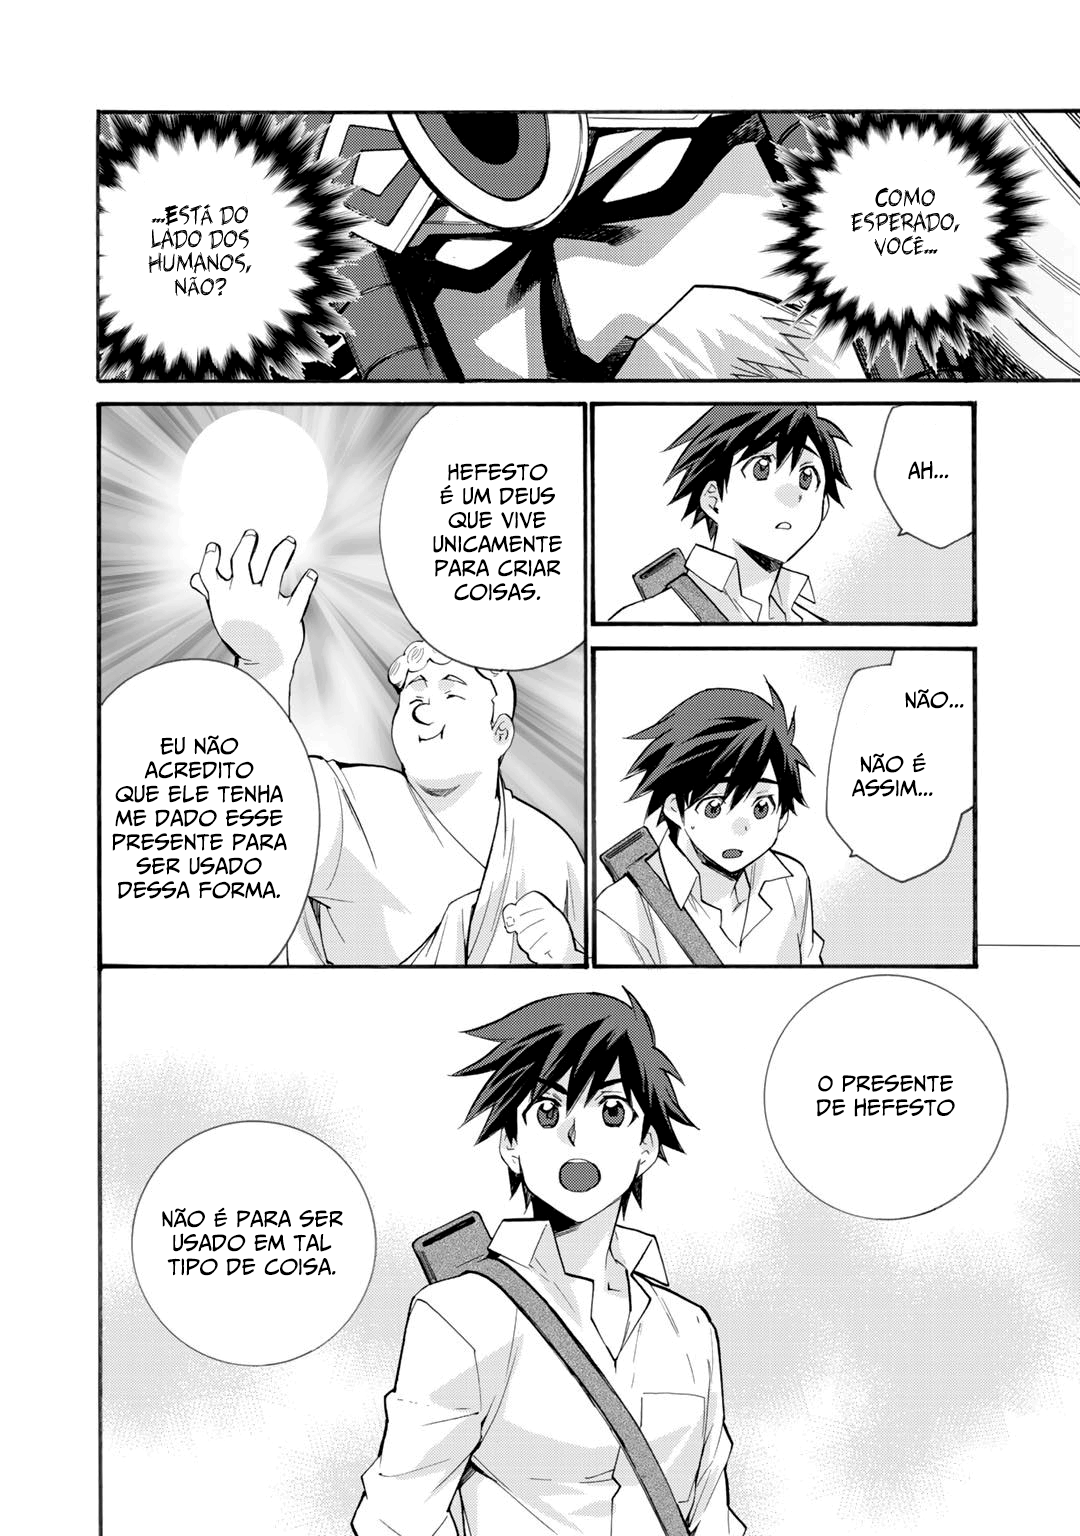 COMO
ESPERADO,
VOCÊ...
...ESTÁ DO
LADO DOS
HUMANOS,
NÃO?
AH...
NÃO...
NÃO É
ASSIM...
HEFESTO
É UM DEUS
QUE VIVE
UNICAMENTE
PARA CRIAR
COISAS.
EU NÃO
ACREDITO
QUE ELE TENHA
ME DADO ESSE
PRESENTE PARA
SER USADO
DESSA FORMA.
O PRESENTE
DE HEFESTO
NÃO É PARA SER
USADO EM TAL
TIPO DE COISA.